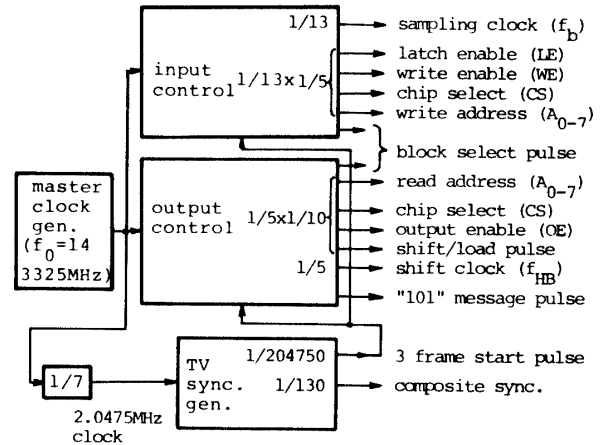 1/13
sampling clock (f_b)
input
control
1/13x1/5
latch enable (LE)
write enable (WE)
chip select (CS)
write address (A_0-7)
block select pulse
master
clock
gen.
(f_0=14
3325MHz)
output
control
1/5x1/10
1/5
read address (A_0-7)
chip select (CS)
output enable (OE)
shift/load pulse
shift clock (f_HB)
"101" message pulse
1/7
2.0475MHz
clock
TV
sync.
gen.
1/204750
1/130
3 frame start pulse
composite sync.